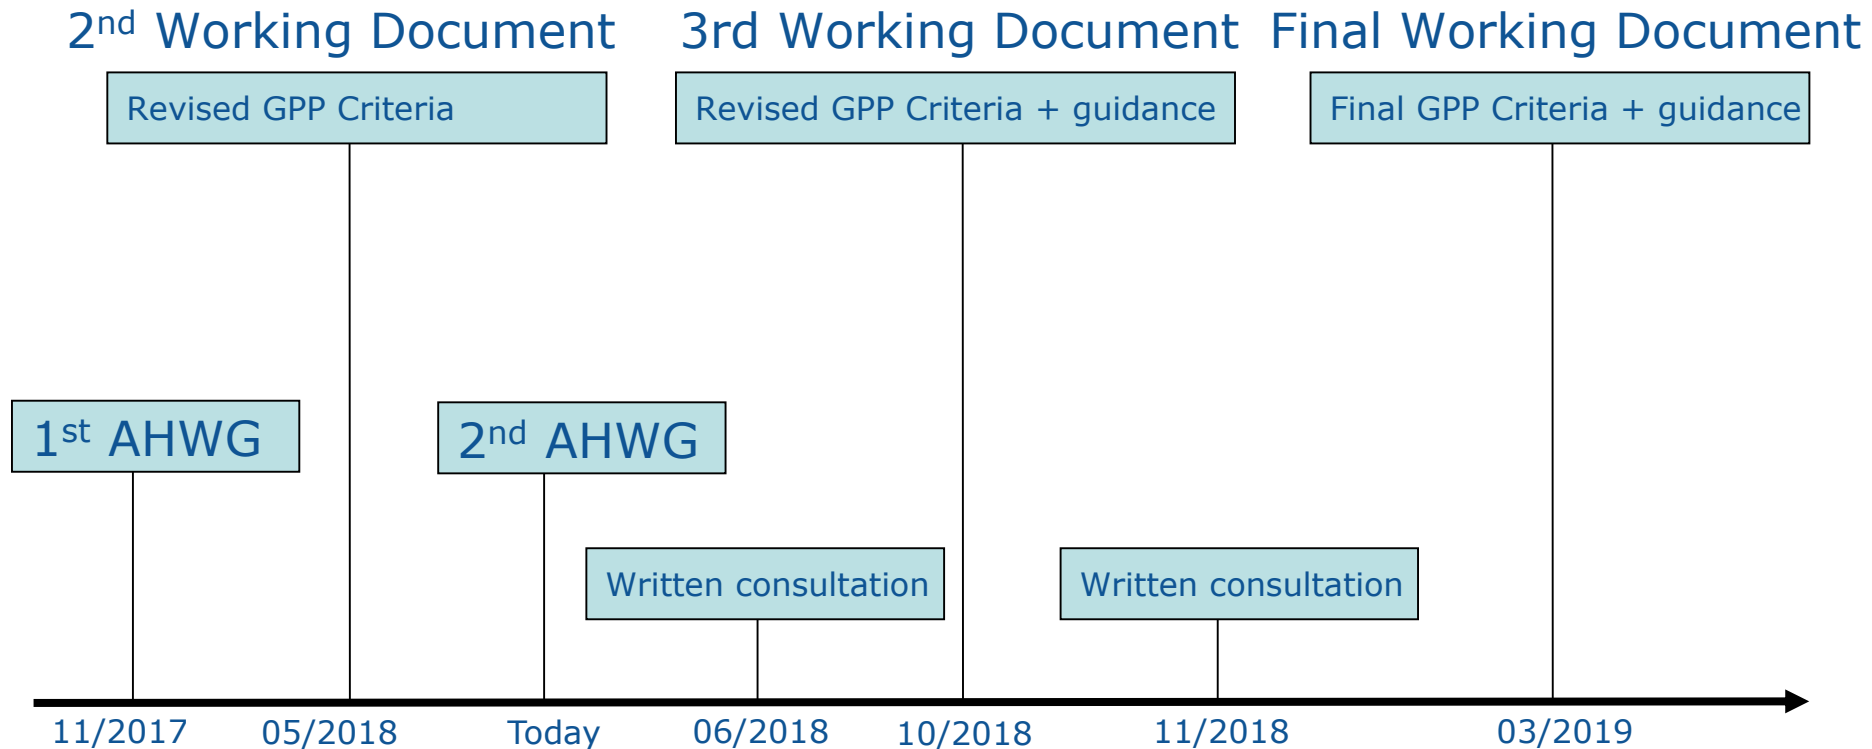 2nd Working Document
3rd Working Document
Final Working Document
Revised GPP Criteria
Revised GPP Criteria + guidance
Final GPP Criteria + guidance
1st AHWG
2nd AHWG
Written consultation
Written consultation
11/2017
05/2018
Today
06/2018
10/2018
11/2018
03/2019